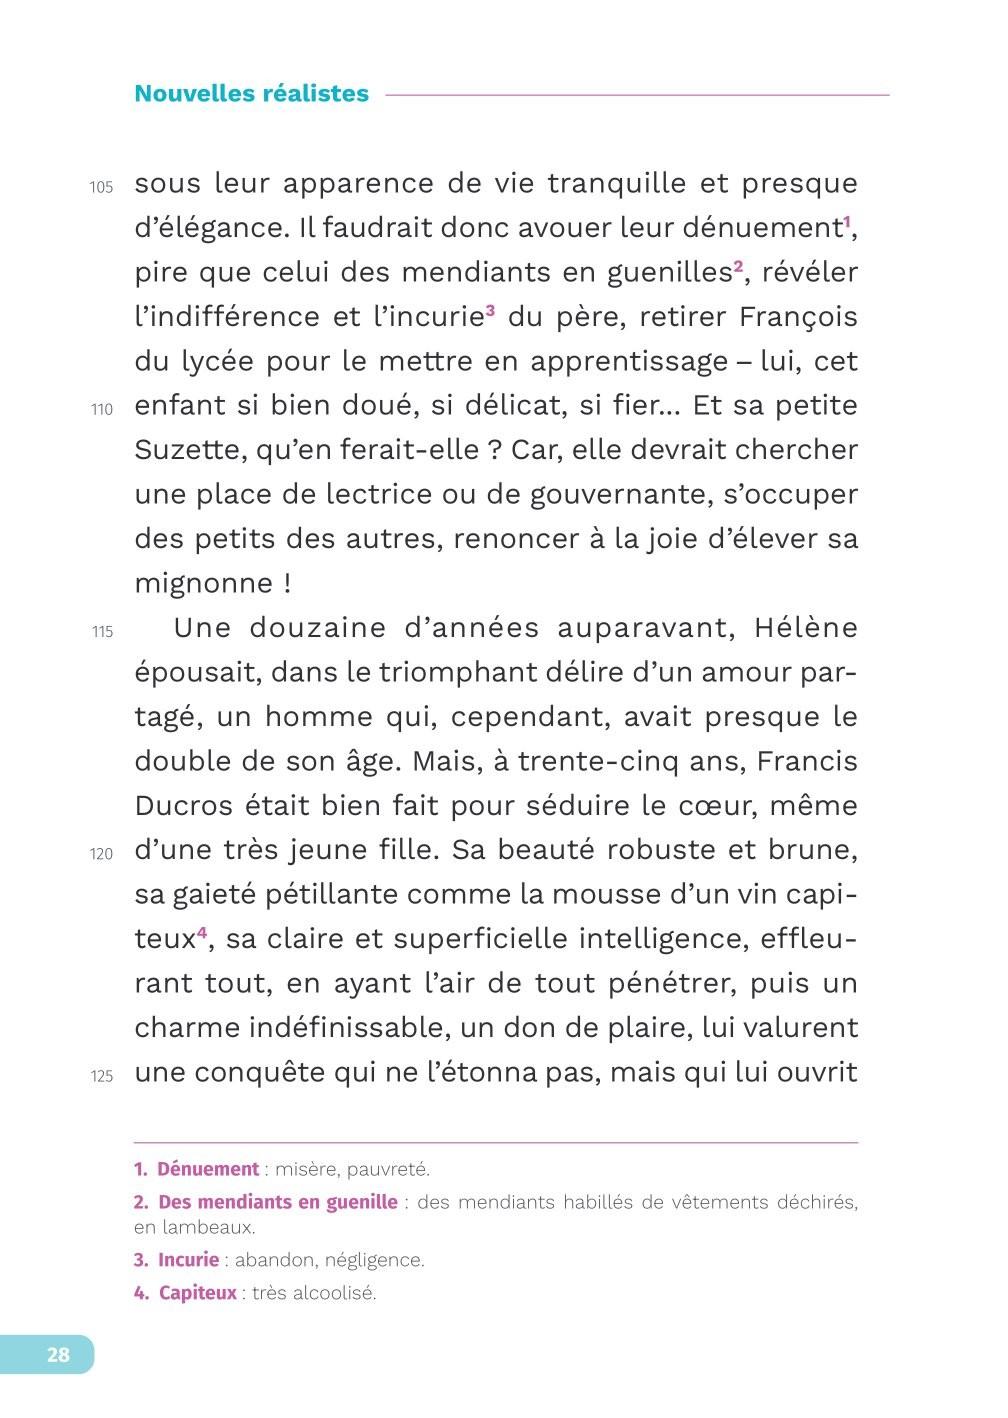 Nouvelles réalistes
105 sous leur apparence de vie tranquille et presque
d’élégance. Il faudrait donc avouer leur dénuement¹,
pire que celui des mendiants en guenilles², révéler
l’indifférence et l’incurie³ du père, retirer François
du lycée pour le mettre en apprentissage – lui, cet
110 enfant si bien doué, si délicat, si fier... Et sa petite
Suzette, qu’en ferait-elle ? Car, elle devrait chercher
une place de lectrice ou de gouvernante, s’occuper
des petits des autres, renoncer à la joie d’élever sa
mignonne !
115 Une douzaine d’années auparavant, Hélène
épousait, dans le triomphant délire d’un amour par-
tagé, un homme qui, cependant, avait presque le
double de son âge. Mais, à trente-cinq ans, Francis
Ducros était bien fait pour séduire le cœur, même
120 d’une très jeune fille. Sa beauté robuste et brune,
sa gaieté pétillante comme la mousse d’un vin capi-
teux⁴, sa claire et superficielle intelligence, effleu-
rant tout, en ayant l’air de tout pénétrer, puis un
charme indéfinissable, un don de plaire, lui valurent
125 une conquête qui ne l’étonna pas, mais qui lui ouvrit
1. Dénuement : misère, pauvreté.
2. Des mendiants en guenille : des mendiants habillés de vêtements déchirés,
en lambeaux.
3. Incurie : abandon, négligence.
4. Capiteux : très alcoolisé.
28